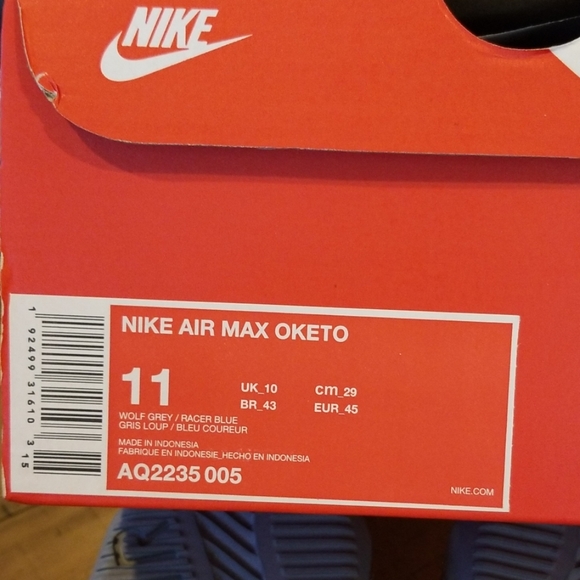 NIKE
NIKE AIR MAX OKETO
11
UK_10
cm_29
BR_43
EUR_45
WOLF GREY / RACER BLUE
GRIS LOUP / BLEU COUREUR
MADE IN INDONESIA
FABRIQUE EN INDONESIE_HECHO EN INDONESIA
AQ2235 005
NIKE.COM
1 92499 31610 3 15